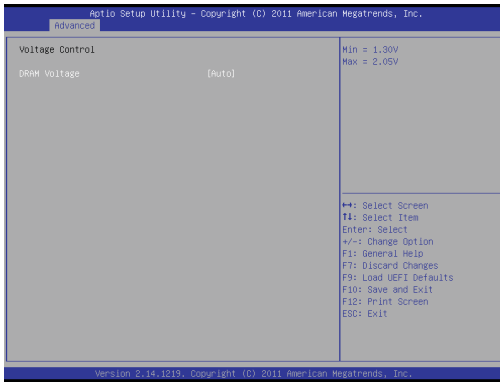 Aptio Setup Utility - Copyright (C) 2011 American Megatrends, Inc.
Advanced
Voltage Control
DRAM Voltage [Auto]
Min = 1.30V
Max = 2.05V
↔: Select Screen
↑↓: Select Item
Enter: Select
+/-: Change Option
F1: General Help
F7: Discard Changes
F9: Load UEFI Defaults
F10: Save and Exit
F12: Print Screen
ESC: Exit
Version 2.14.1219. Copyright (C) 2011 American Megatrends, Inc.